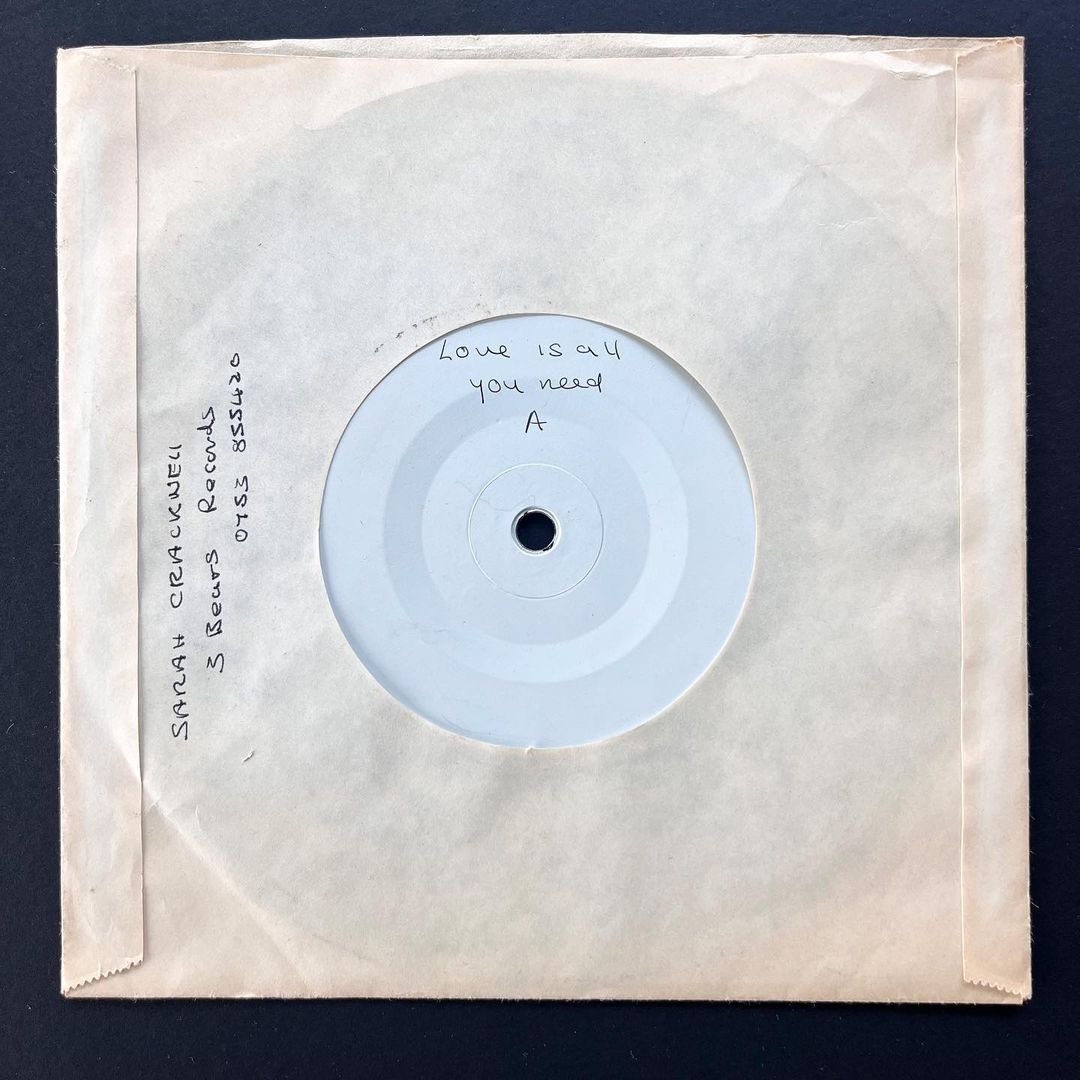 Love is all
you need
A
SARAH CRACKNELL
3 Bears Records
0753 855420